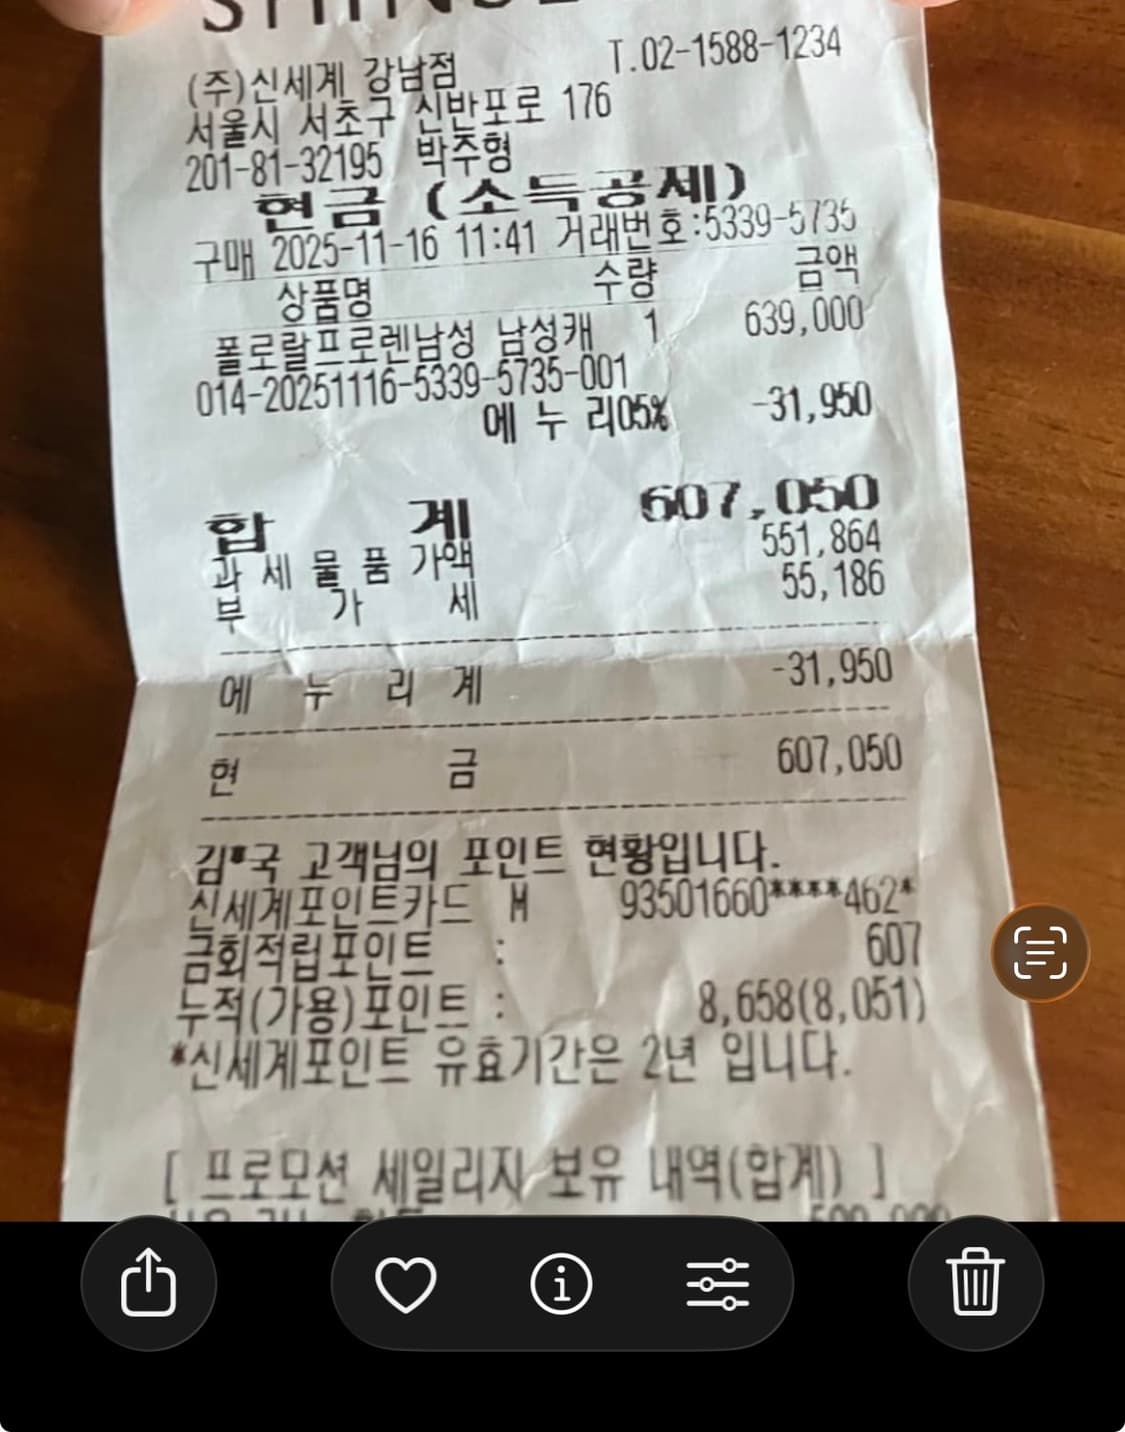 (주)신세계 강남점 T.02-1588-1234
서울시 서초구 신반포로 176
201-81-32195 박주형
현금(소득공제)
구매 2025-11-16 11:41 거래번호:5339-5735
상품명 수량 금액
폴로랄프로렌남성 남성캐 1 639,000
014-20251116-5339-5735-001
에누리05% -31,950
합계 607,050
과세물품가액 551,864
부가세 55,186
에누리계 -31,950
현금 607,050
김*국 고객님의 포인트 현황입니다.
신세계포인트카드 M 93501660****462*
금회적립포인트 : 607
누적(가용)포인트 : 8,658(8,051)
*신세계포인트 유효기간은 2년 입니다.
[ 프로모션 세일리지 보유 내역(합계) ]